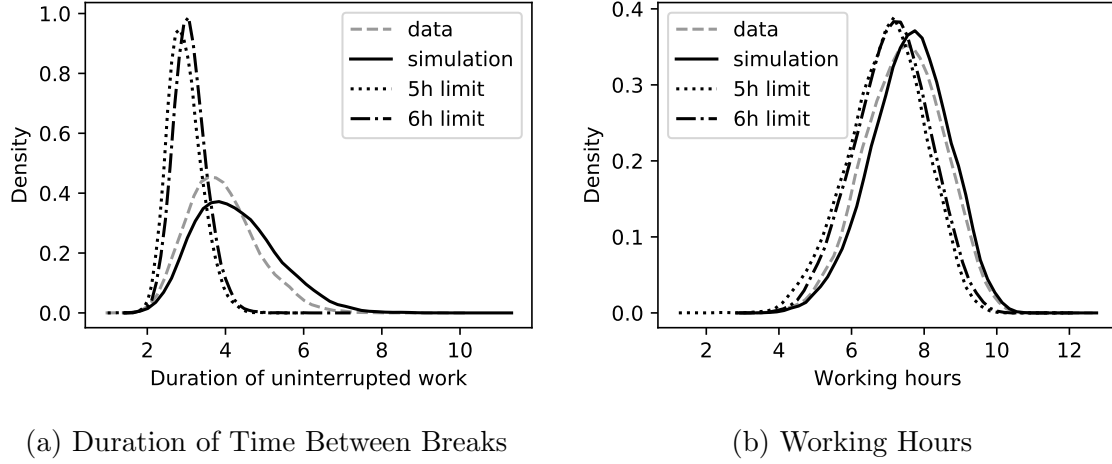 1.0
0.8
0.6
0.4
0.2
0.0
Density
2 4 6 8 10
Duration of uninterrupted work
data
simulation
5h limit
6h limit
(a) Duration of Time Between Breaks
0.4
0.3
0.2
0.1
0.0
Density
2 4 6 8 10 12
Working hours
data
simulation
5h limit
6h limit
(b) Working Hours